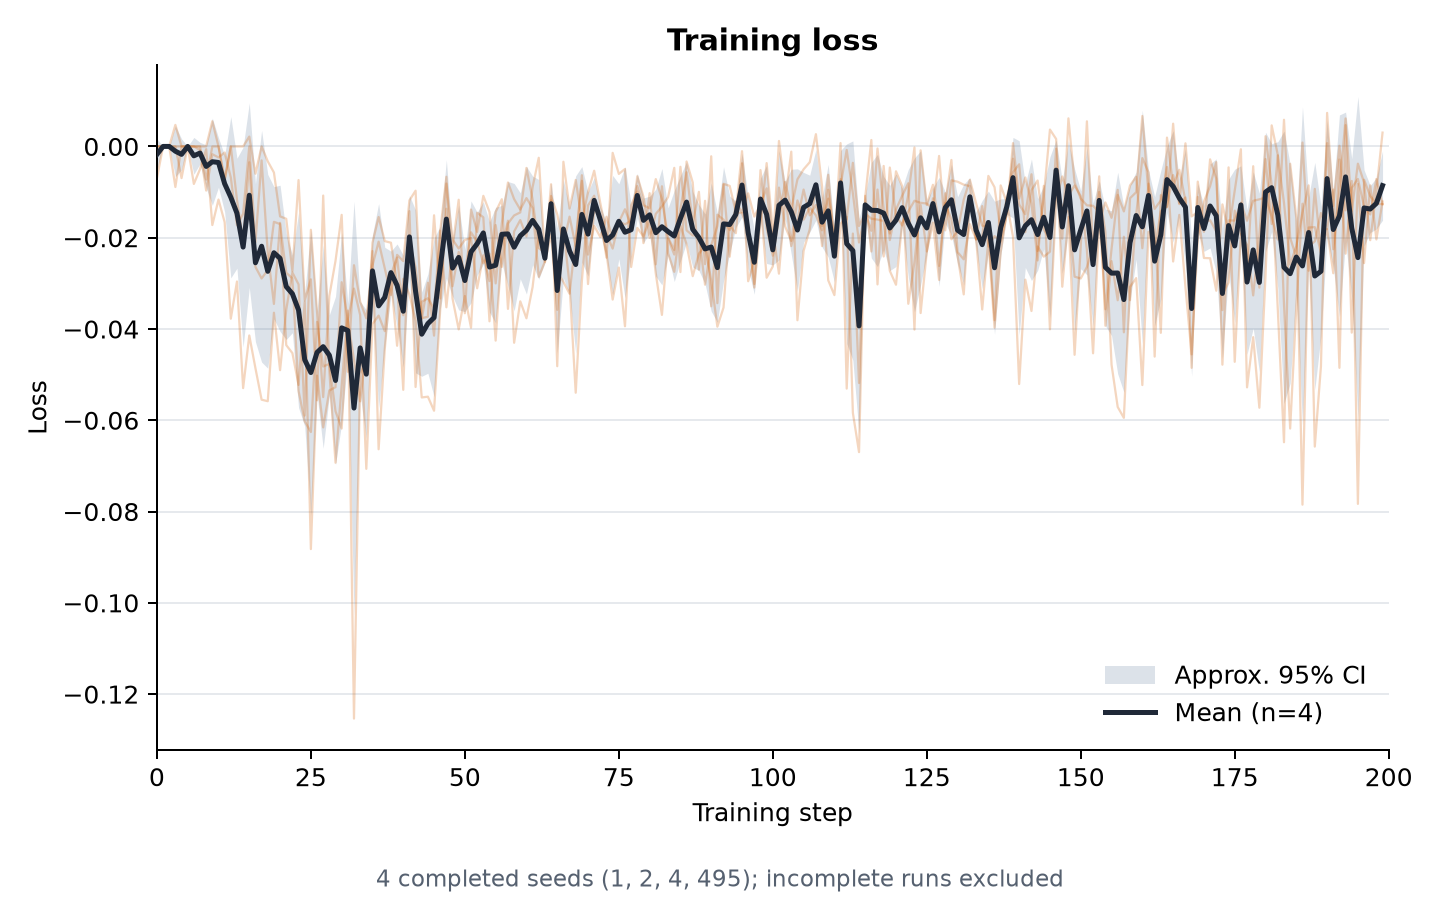 Training loss
0.00
−0.02
−0.04
−0.06
−0.08
−0.10
−0.12
Loss
Approx. 95% CI
Mean (n=4)
0 25 50 75 100 125 150 175 200
Training step
4 completed seeds (1, 2, 4, 495); incomplete runs excluded